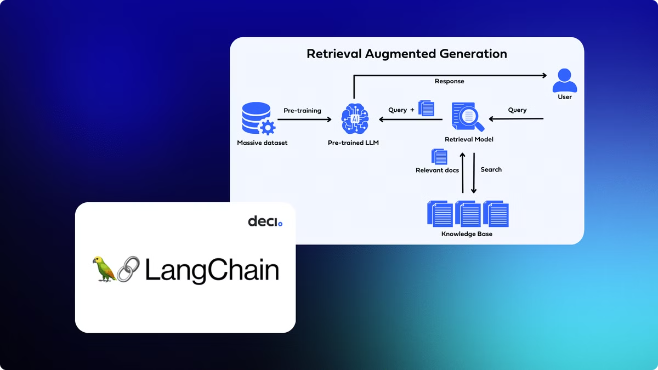 Retrieval Augmented Generation
Response
User
Pre-training
Query +
Query
AI
Massive dataset
Pre-trained LLM
Retrieval Model
Relevant docs
Search
Knowledge Base
deci.
LangChain